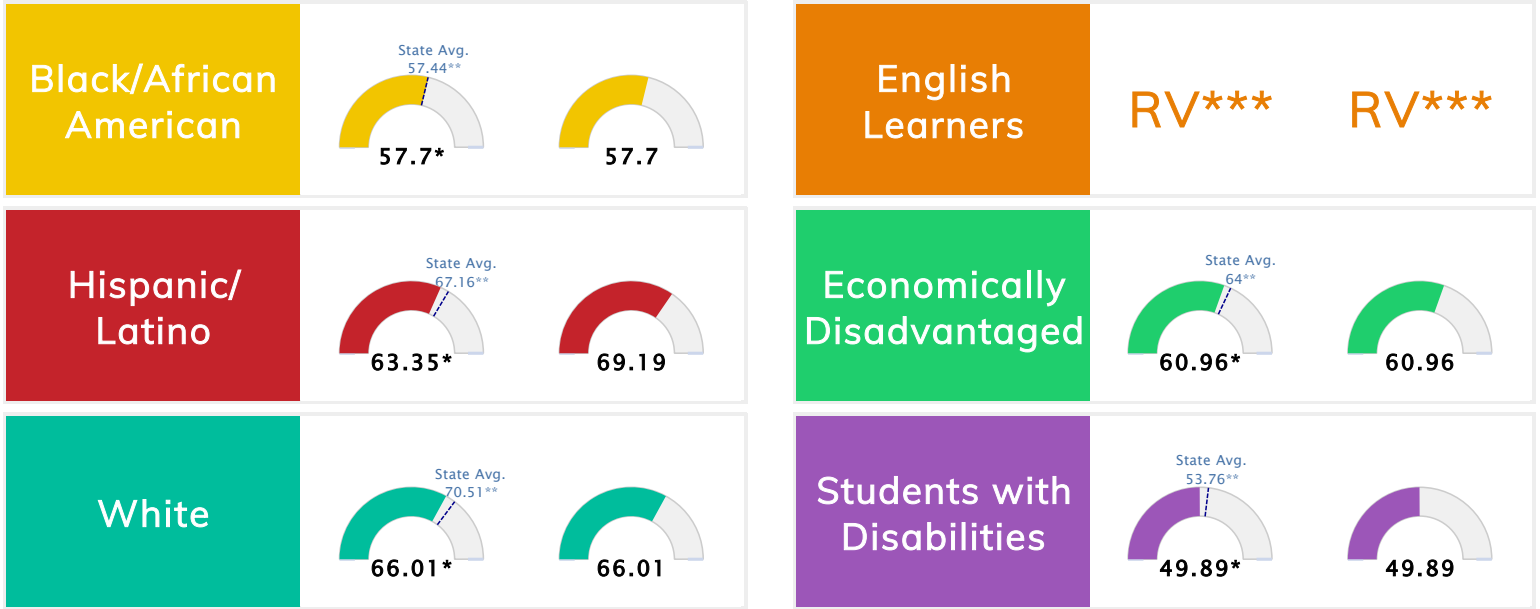 Black/African
American
State Avg.
57.44**
57.7*
57.7
English
Learners
RV***
RV***
Hispanic/
Latino
State Avg.
67.16**
63.35*
69.19
Economically
Disadvantaged
State Avg.
64**
60.96*
60.96
White
State Avg.
70.51**
66.01*
66.01
Students with
Disabilities
State Avg.
53.76**
49.89*
49.89